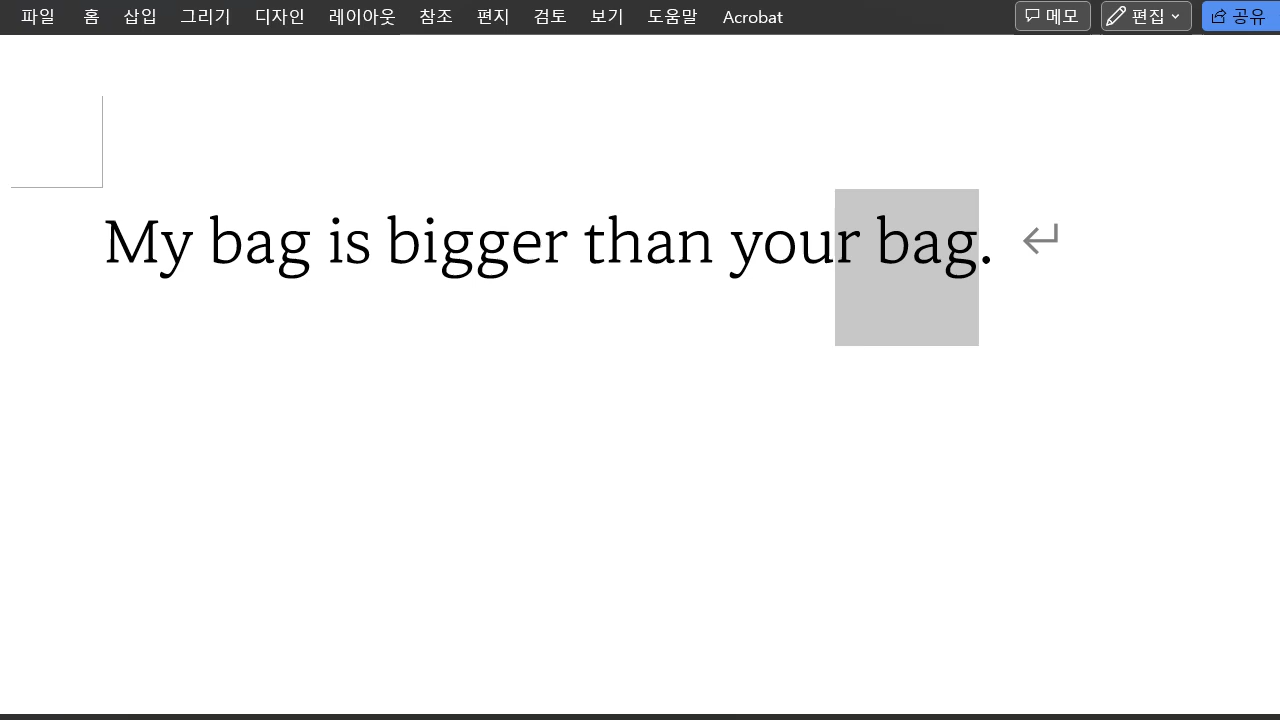 파일 홈 삽입 그리기 디자인 레이아웃 참조 편지 검토 보기 도움말 Acrobat 메모 편집 공유
My bag is bigger than your bag.